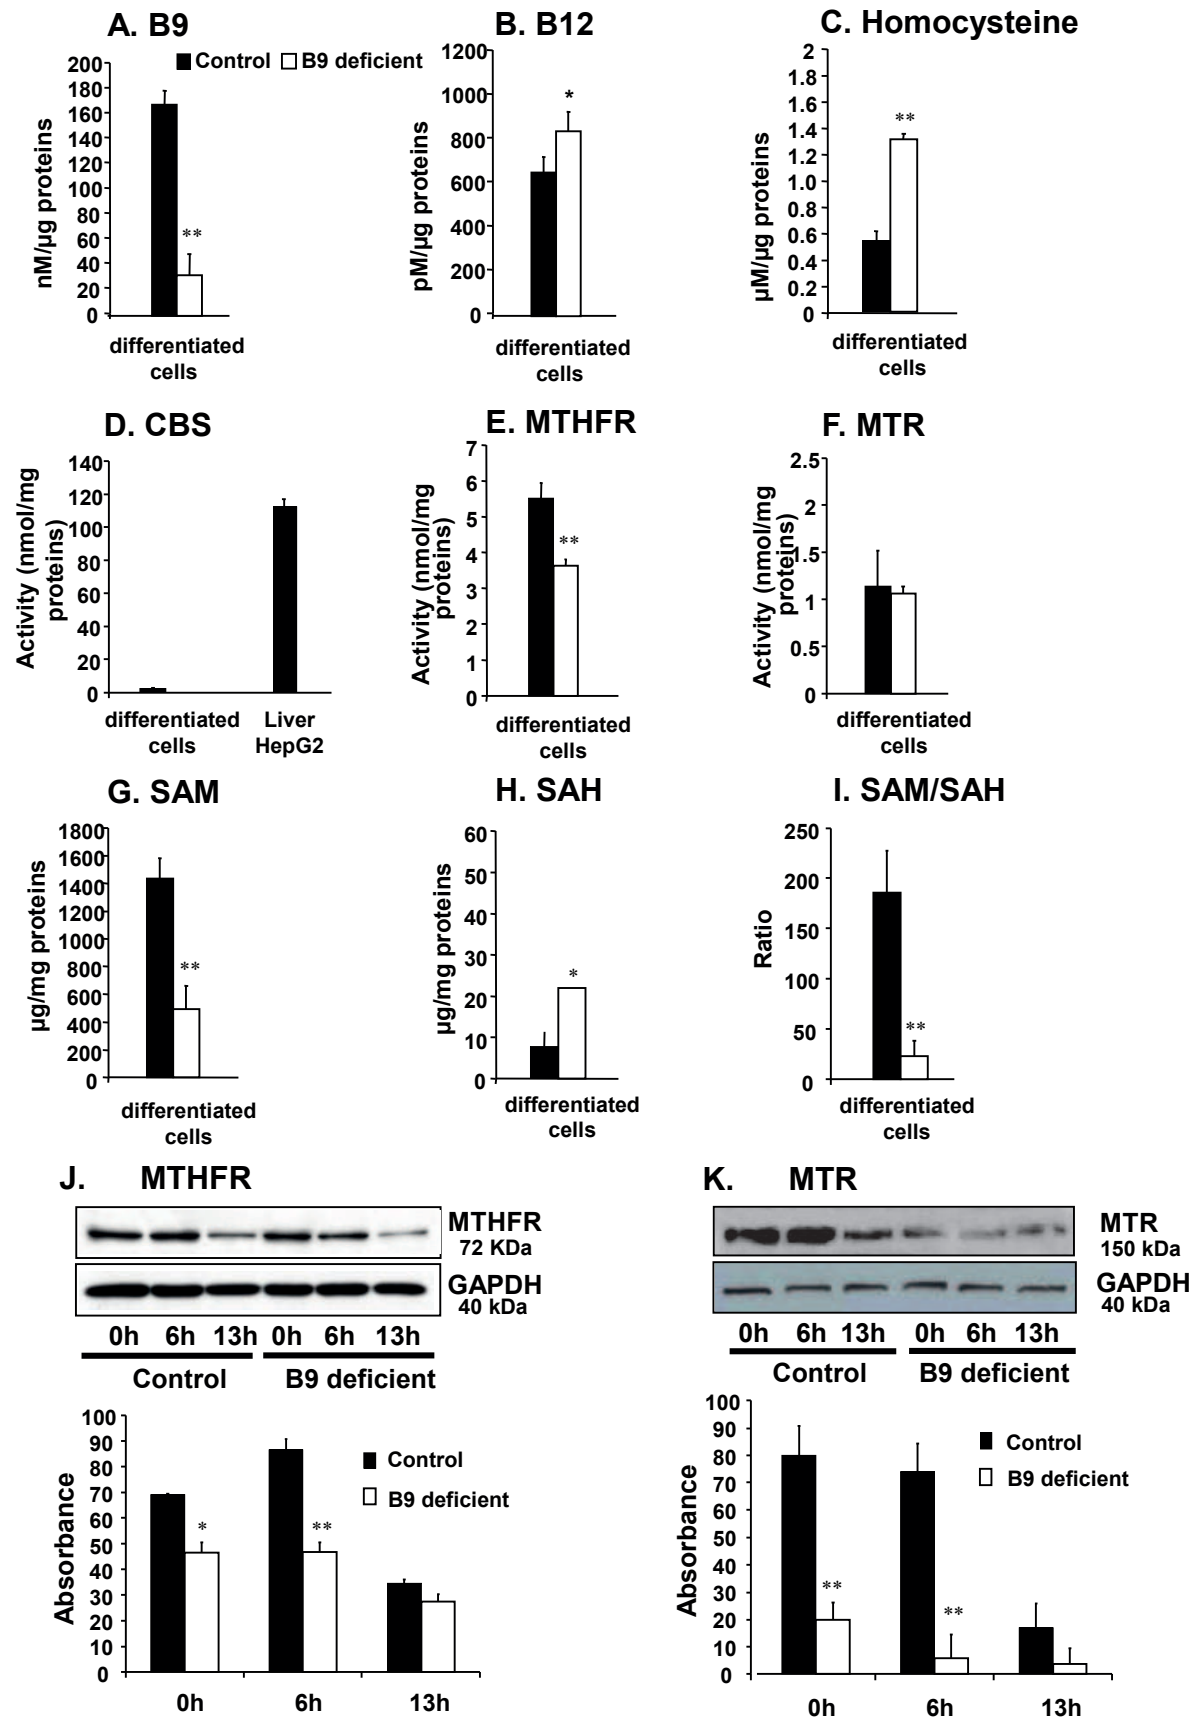 A. B9
Control B9 deficient
200
180
160
140
120
100
80
60
40
20
0
nM/µg proteins
**
differentiated
cells
B. B12
1200
1000
800
600
400
200
0
pM/µg proteins
*
differentiated
cells
C. Homocysteine
2
1.8
1.6
1.4
1.2
1
0.8
0.6
0.4
0.2
0
µM/µg proteins
**
differentiated
cells
D. CBS
140
120
100
80
60
40
20
0
Activity (nmol/mg
proteins)
differentiated
cells
Liver
HepG2
E. MTHFR
7
6
5
4
3
2
1
0
Activity (nmol/mg
proteins)
**
differentiated
cells
F. MTR
2.5
2
1.5
1
0.5
0
Activity (nmol/mg
proteins)
differentiated
cells
G. SAM
1800
1600
1400
1200
1000
800
600
400
200
0
µg/mg proteins
**
differentiated
cells
H. SAH
60
50
40
30
20
10
0
µg/mg proteins
*
differentiated
cells
I. SAM/SAH
250
200
150
100
50
0
Ratio
**
differentiated
cells
J. MTHFR
MTHFR
72 KDa
GAPDH
40 kDa
0h 6h 13h 0h 6h 13h
Control B9 deficient
100
90
80
70
60
50
40
30
20
10
0
Absorbance
Control
B9 deficient
*
**
0h 6h 13h
K. MTR
MTR
150 kDa
GAPDH
40 kDa
0h 6h 13h 0h 6h 13h
Control B9 deficient
100
90
80
70
60
50
40
30
20
10
0
Absorbance
Control
B9 deficient
**
**
0h 6h 13h